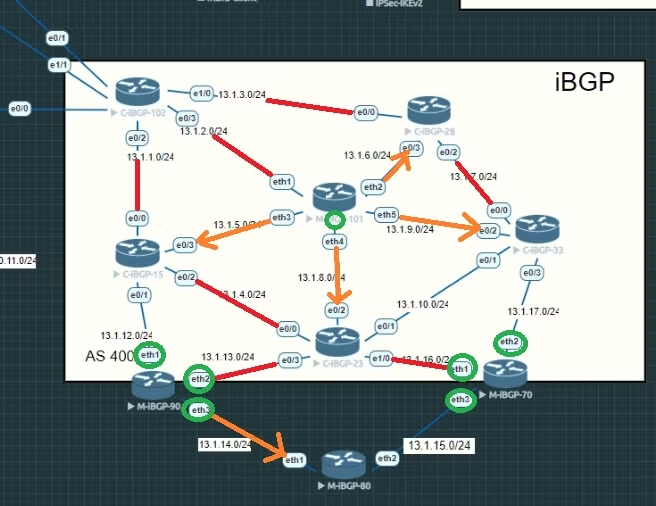 IPSec-IKEv2
iBGP
e0/1
e1/1
e0/0
C-iBGP-102
e1/0
13.1.3.0/24
e0/0
C-iBGP-28
e0/3
13.1.2.0/24
e0/2
13.1.1.0/24
13.1.6.0/24
e0/3
e0/2
13.1.7.0/24
eth1
eth2
e0/0
e0/0
eth3
13.1.5.0/24
eth5
13.1.9.0/24
e0/2
C-iBGP-33
e0/3
eth4
C-iBGP-15
e0/2
e0/1
e0/3
0.11.0/24
13.1.8.0/24
13.1.4.0/24
e0/1
e0/2
13.1.10.0/24
13.1.17.0/24
e0/0
e0/1
13.1.12.0/24
AS 400
eth1
13.1.13.0/24
e0/3
C-iBGP-23
e1/0
13.1.16.0/24
eth1
eth2
eth2
M-iBGP-90
eth3
M-iBGP-70
eth3
13.1.14.0/24
eth1
eth2
13.1.15.0/24
M-iBGP-80